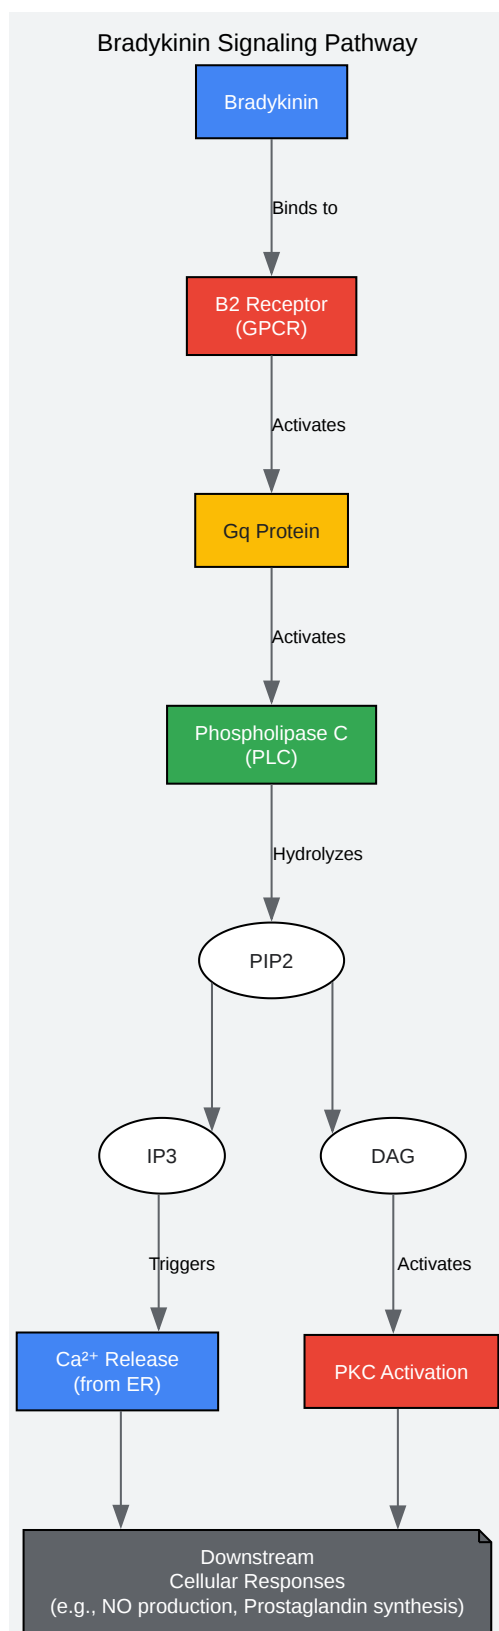 Bradykinin Signaling Pathway
Bradykinin
Binds to
B2 Receptor
(GPCR)
Activates
Gq Protein
Activates
Phospholipase C
(PLC)
Hydrolyzes
PIP2
IP3
DAG
Triggers
Activates
Ca²⁺ Release
(from ER)
PKC Activation
Downstream
Cellular Responses
(e.g., NO production, Prostaglandin synthesis)